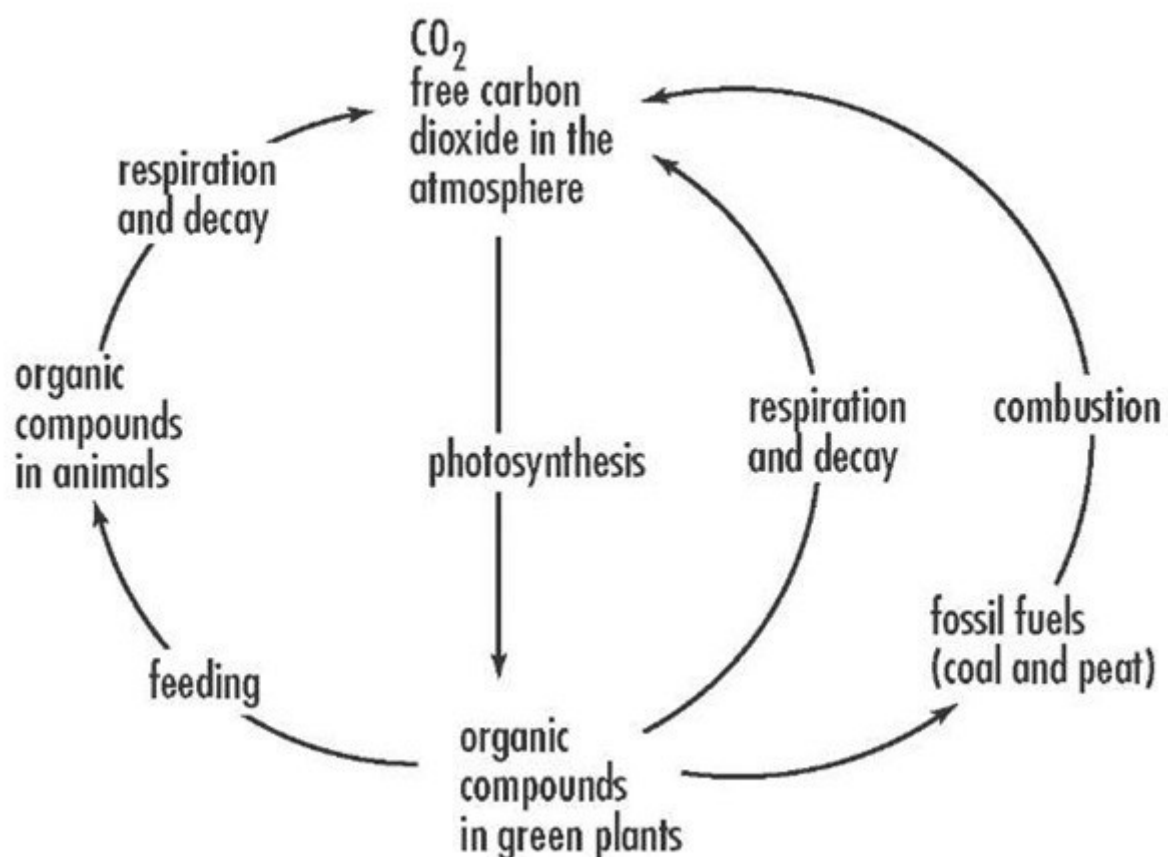 CO₂
free carbon
dioxide in the
atmosphere
respiration
and decay
organic
compounds
in animals
photosynthesis
respiration
and decay
combustion
fossil fuels
(coal and peat)
feeding
organic
compounds
in green plants